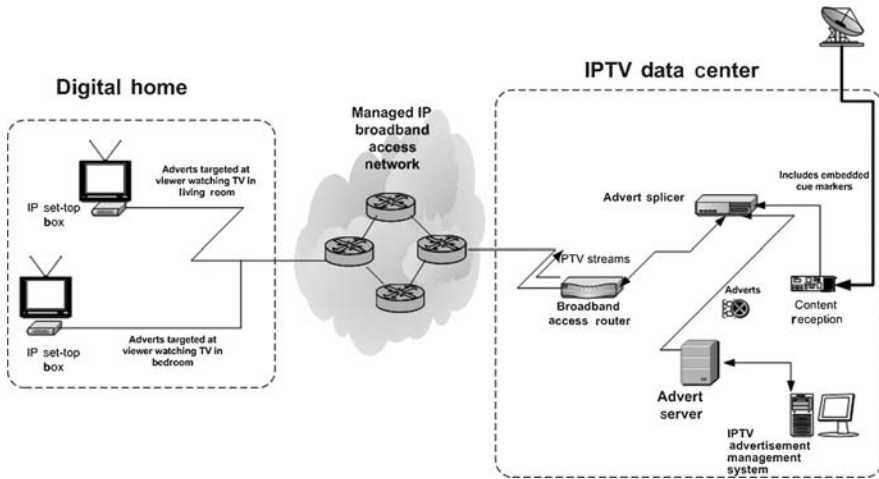 Digital home
IPTV data center
Managed IP
broadband
access
network
Adverts targeted at
viewer watching TV in
living room
IP set-top
box
Includes embedded
cue markers
Advert splicer
IPTV streams
Broadband
access router
Adverts
Content
reception
Adverts targeted at
viewer watching TV in
bedroom
IP set-top
box
Advert
server
IPTV
advertisement
management
system